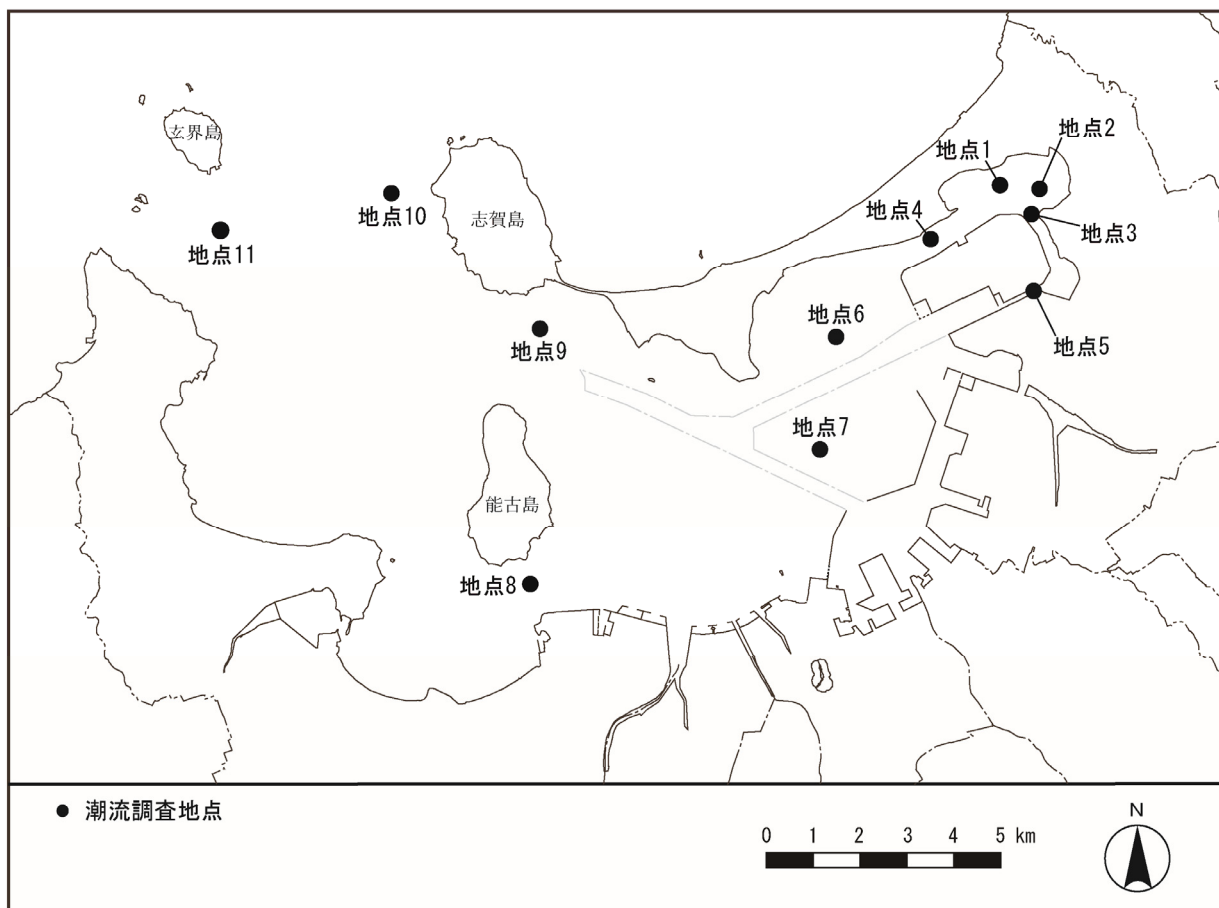 玄界島
地点2
地点1
地点10
志賀島
地点4
地点3
地点11
地点6
地点5
地点9
地点7
能古島
地点8
● 潮流調査地点
N
0 1 2 3 4 5 km